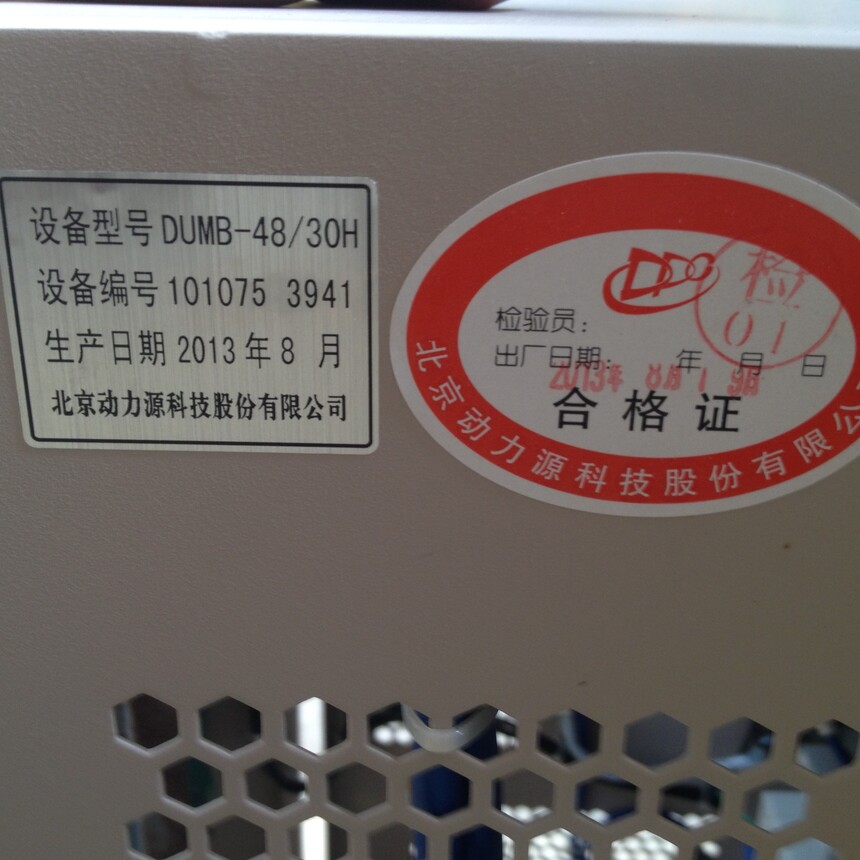 设备型号 DUMB-48/30H
设备编号 101075 3941
生产日期 2013 年 8 月
北京动力源科技股份有限公司
DPC
检
01
检验员:
出厂日期: 年 月 日
合格证
北京动力源科技股份有限公